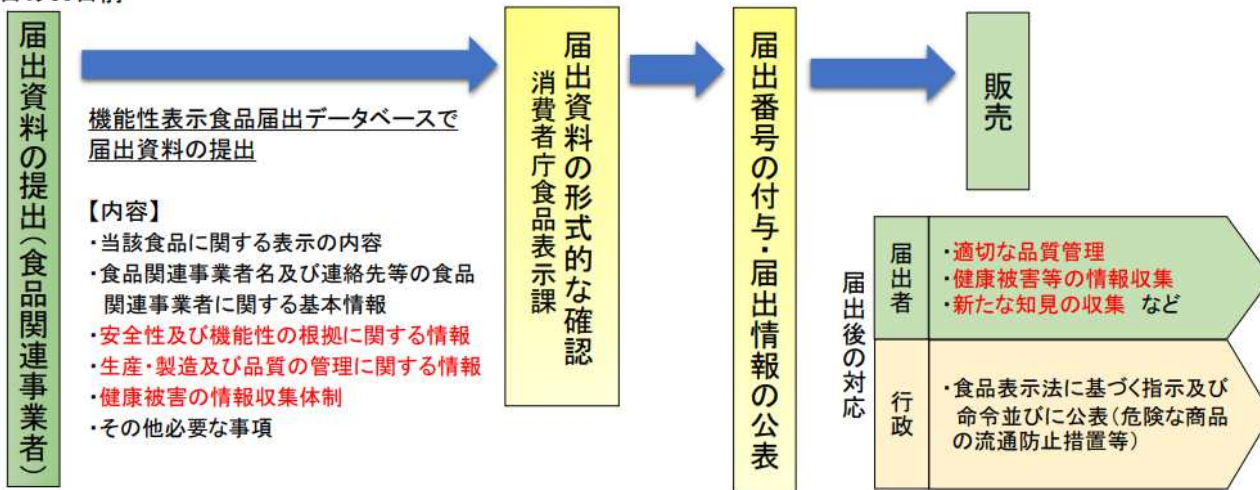 届出資料の提出(食品関連事業者)
機能性表示食品届出データベースで
届出資料の提出
【内容】
・当該食品に関する表示の内容
・食品関連事業者名及び連絡先等の食品
関連事業者に関する基本情報
・安全性及び機能性の根拠に関する情報
・生産・製造及び品質の管理に関する情報
・健康被害の情報収集体制
・その他必要な事項
届出資料の形式的な確認
消費者庁食品表示課
届出番号の付与・届出情報の公表
販売
届出後の対応
届出者
・適切な品質管理
・健康被害等の情報収集
・新たな知見の収集 など
行政
・食品表示法に基づく指示及び
命令並びに公表(危険な商品
の流通防止措置等)